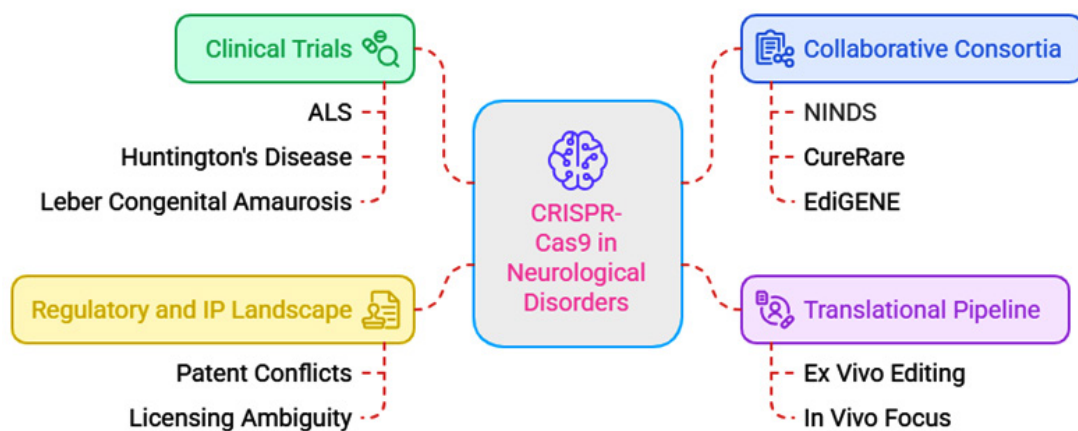 Clinical Trials
ALS
Huntington's Disease
Leber Congenital Amaurosis
Regulatory and IP Landscape
Patent Conflicts
Licensing Ambiguity
CRISPR-
Cas9 in
Neurological
Disorders
Collaborative Consortia
NINDS
CureRare
EdiGENE
Translational Pipeline
Ex Vivo Editing
In Vivo Focus